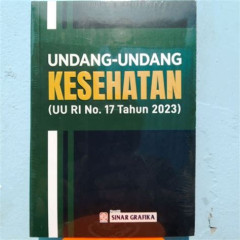 UNDANG-UNDANG
KESEHATAN
(UU RI No. 17 Tahun 2023)
SINAR GRAFIKA